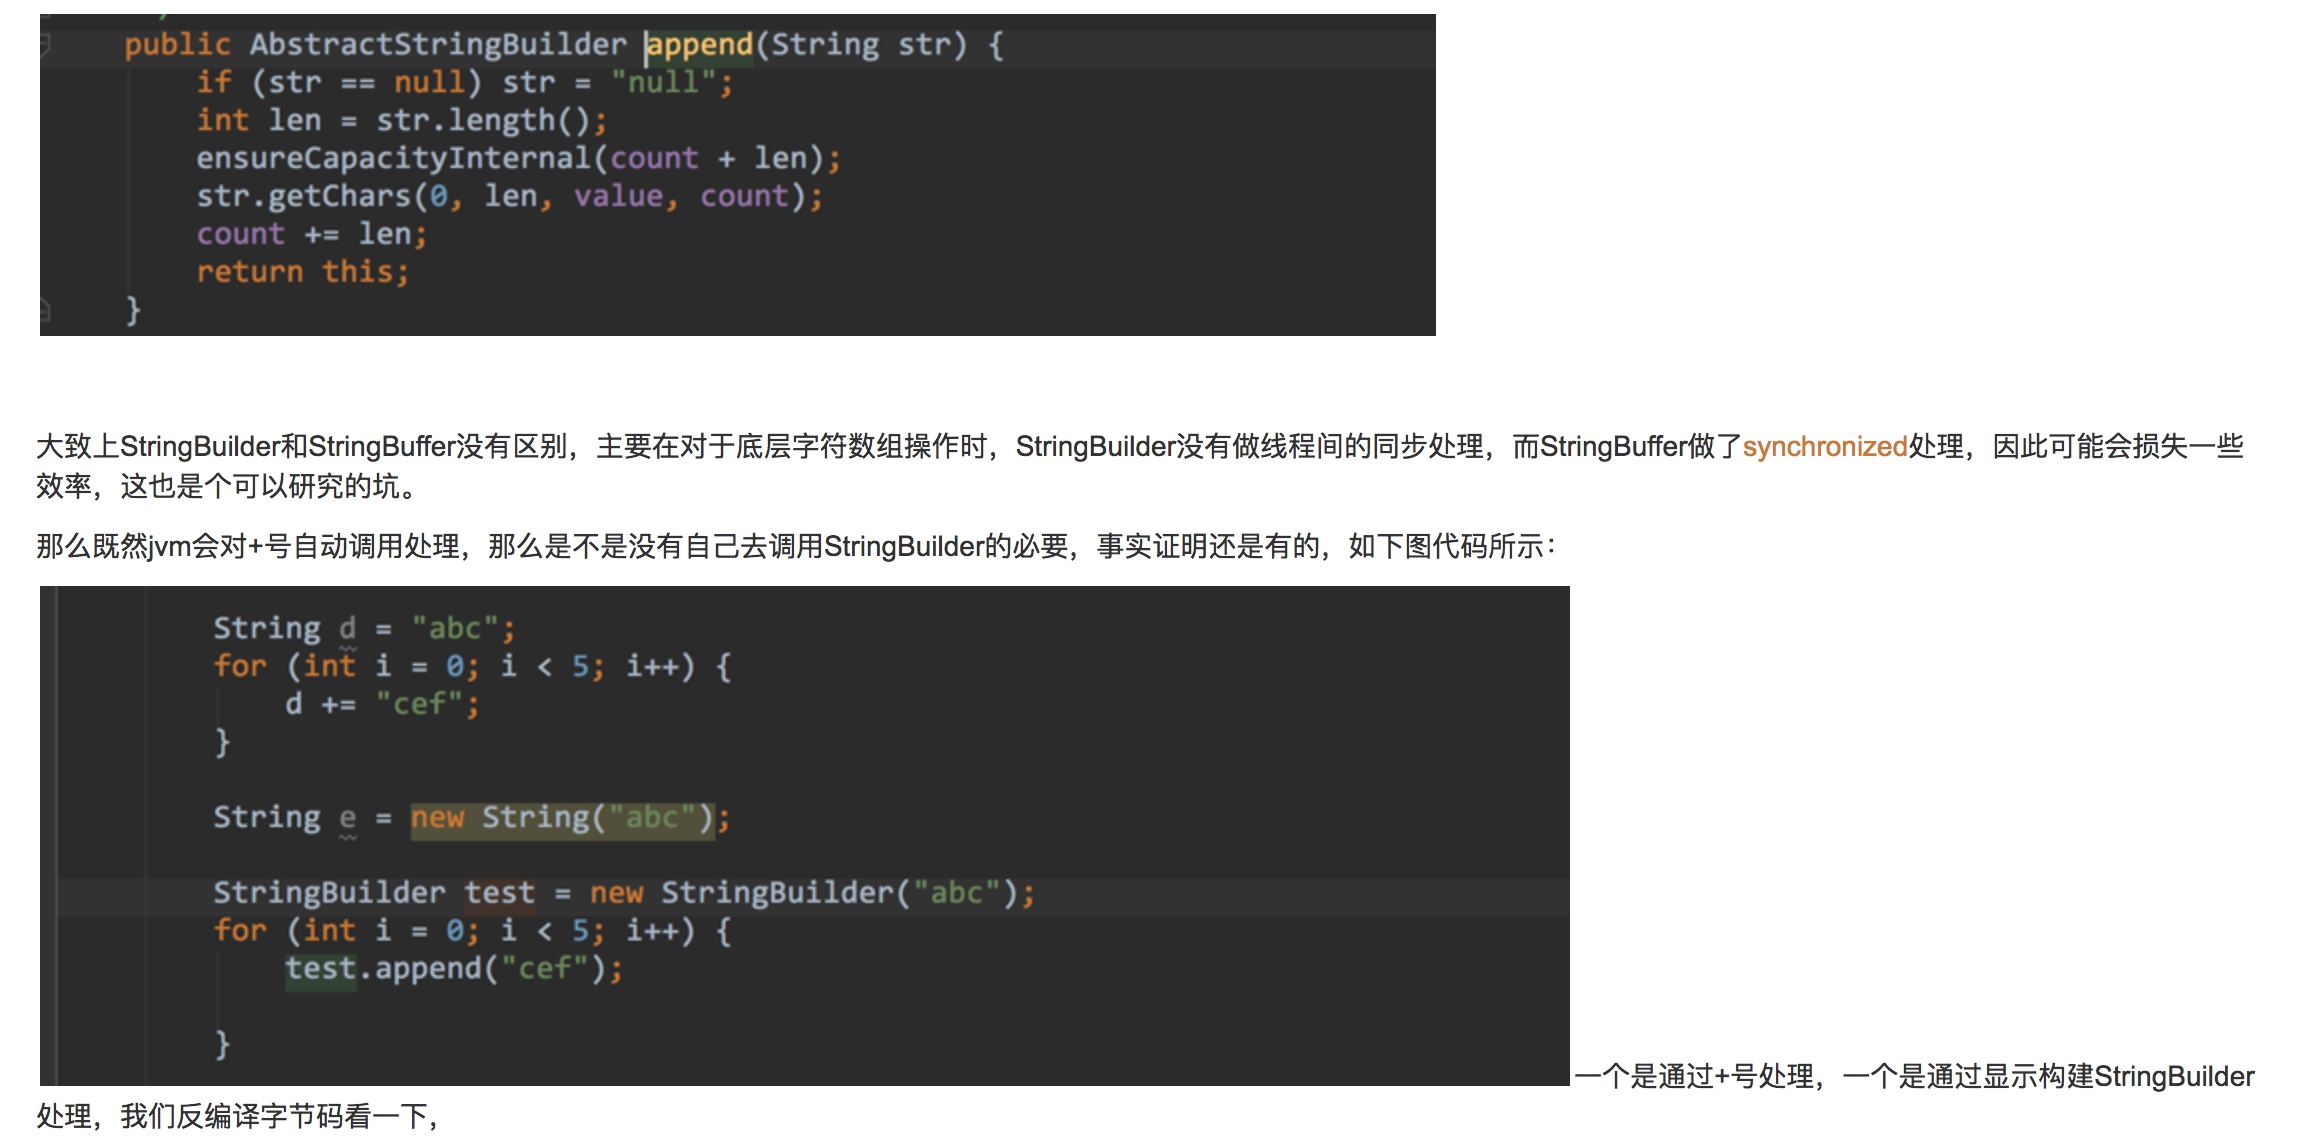 public AbstractStringBuilder append(String str) {
if (str == null) str = "null";
int len = str.length();
ensureCapacityInternal(count + len);
str.getChars(0, len, value, count);
count += len;
return this;
}
大致上StringBuilder和StringBuffer没有区别，主要在对于底层字符数组操作时，StringBuilder没有做线程间的同步处理，而StringBuffer做了synchronized处理，因此可能会损失一些
效率，这也是个可以研究的坑。
那么既然jvm会对+号自动调用处理，那么是不是没有自己去调用StringBuilder的必要，事实证明还是有的，如下图代码所示：
String d = "abc";
for (int i = 0; i < 5; i++) {
d += "cef";
}
String e = new String("abc");
StringBuilder test = new StringBuilder("abc");
for (int i = 0; i < 5; i++) {
test.append("cef");
}
一个是通过+号处理，一个是通过显示构建StringBuilder
处理，我们反编译字节码看一下，